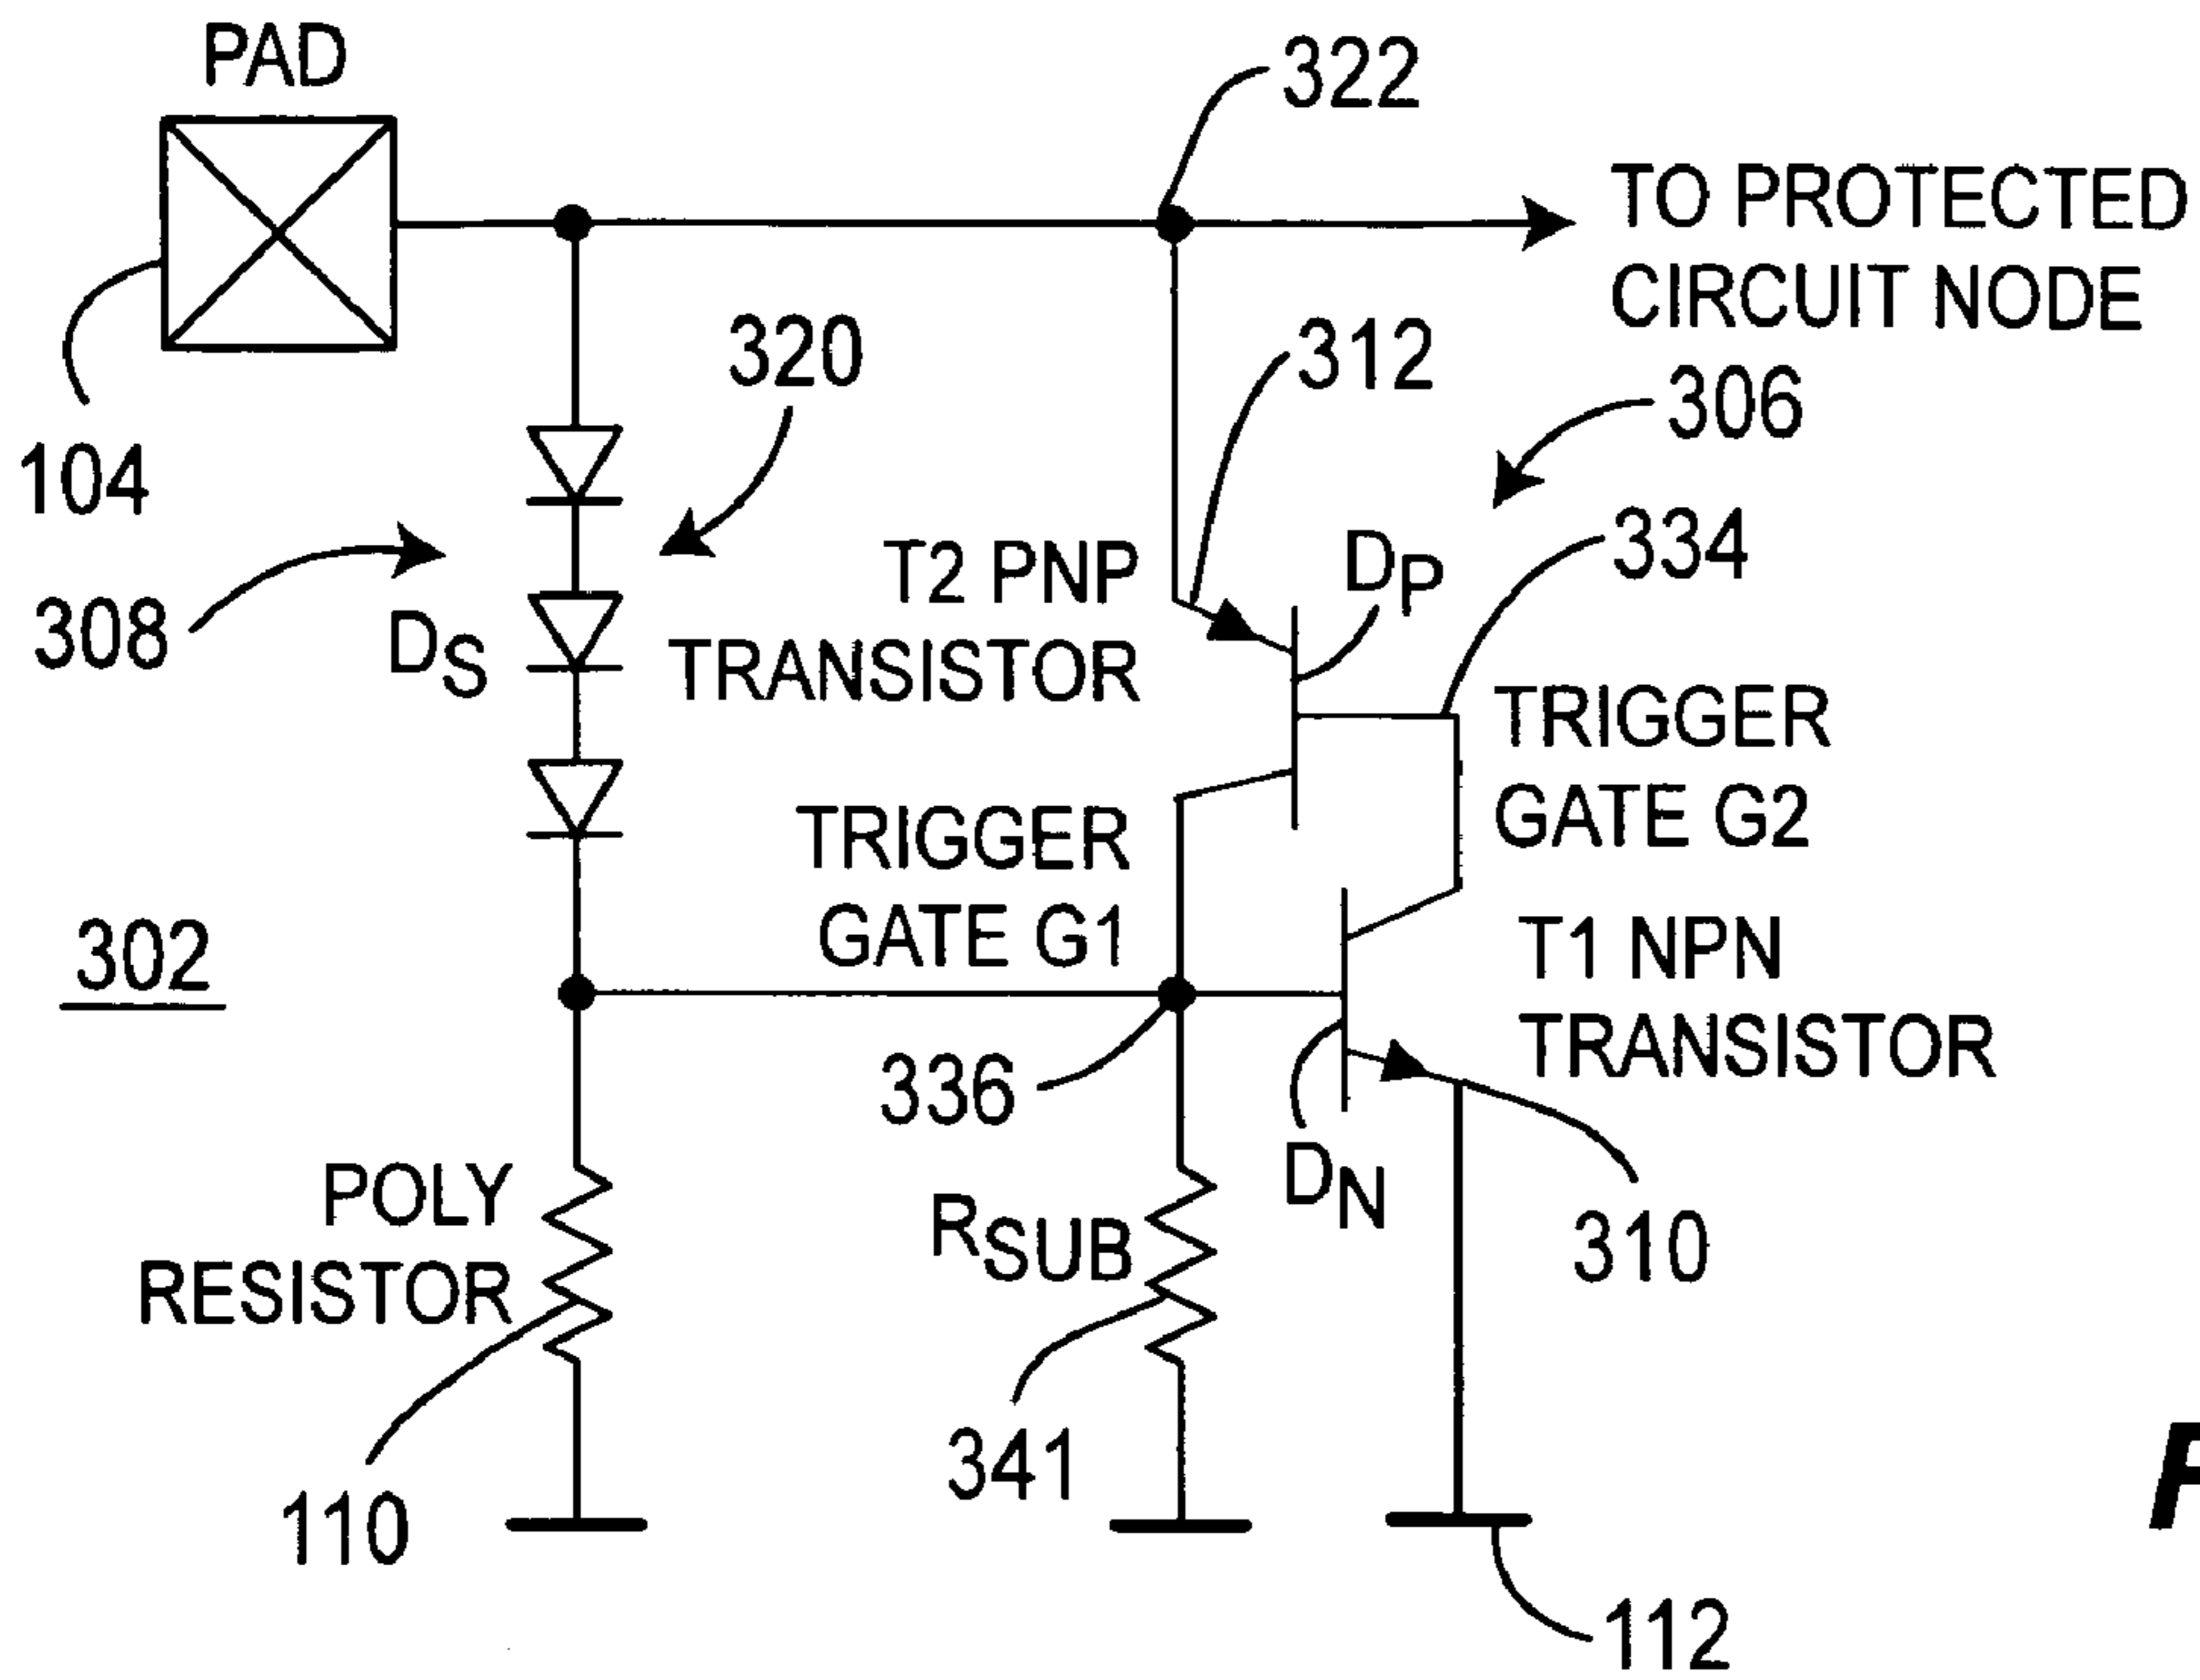 PAD
322
TO PROTECTED
CIRCUIT NODE
320
312
306
104
334
T2 PNP
TRANSISTOR
DP
308
DS
TRIGGER
GATE G2
TRIGGER
GATE G1
302
T1 NPN
TRANSISTOR
336
DN
POLY
RESISTOR
RSUB
310
341
110
112